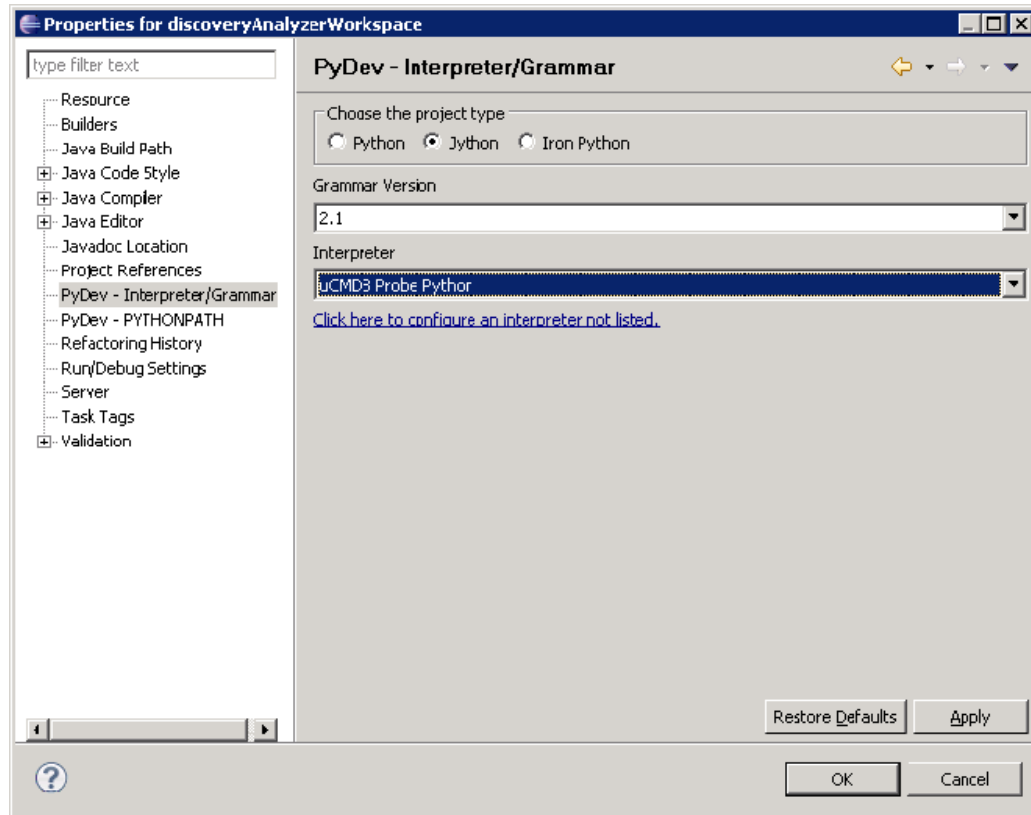 Properties for discoveryAnalyzerWorkspace
type filter text
Resource
Builders
Java Build Path
Java Code Style
Java Compiler
Java Editor
Javadoc Location
Project References
PyDev - Interpreter/Grammar
PyDev - PYTHONPATH
Refactoring History
Run/Debug Settings
Server
Task Tags
Validation
PyDev - Interpreter/Grammar
Choose the project type
Python Jython Iron Python
Grammar Version
2.1
Interpreter
uCMD3 Probe Pythor
Click here to configure an interpreter not listed.
Restore Defaults Apply
? OK Cancel